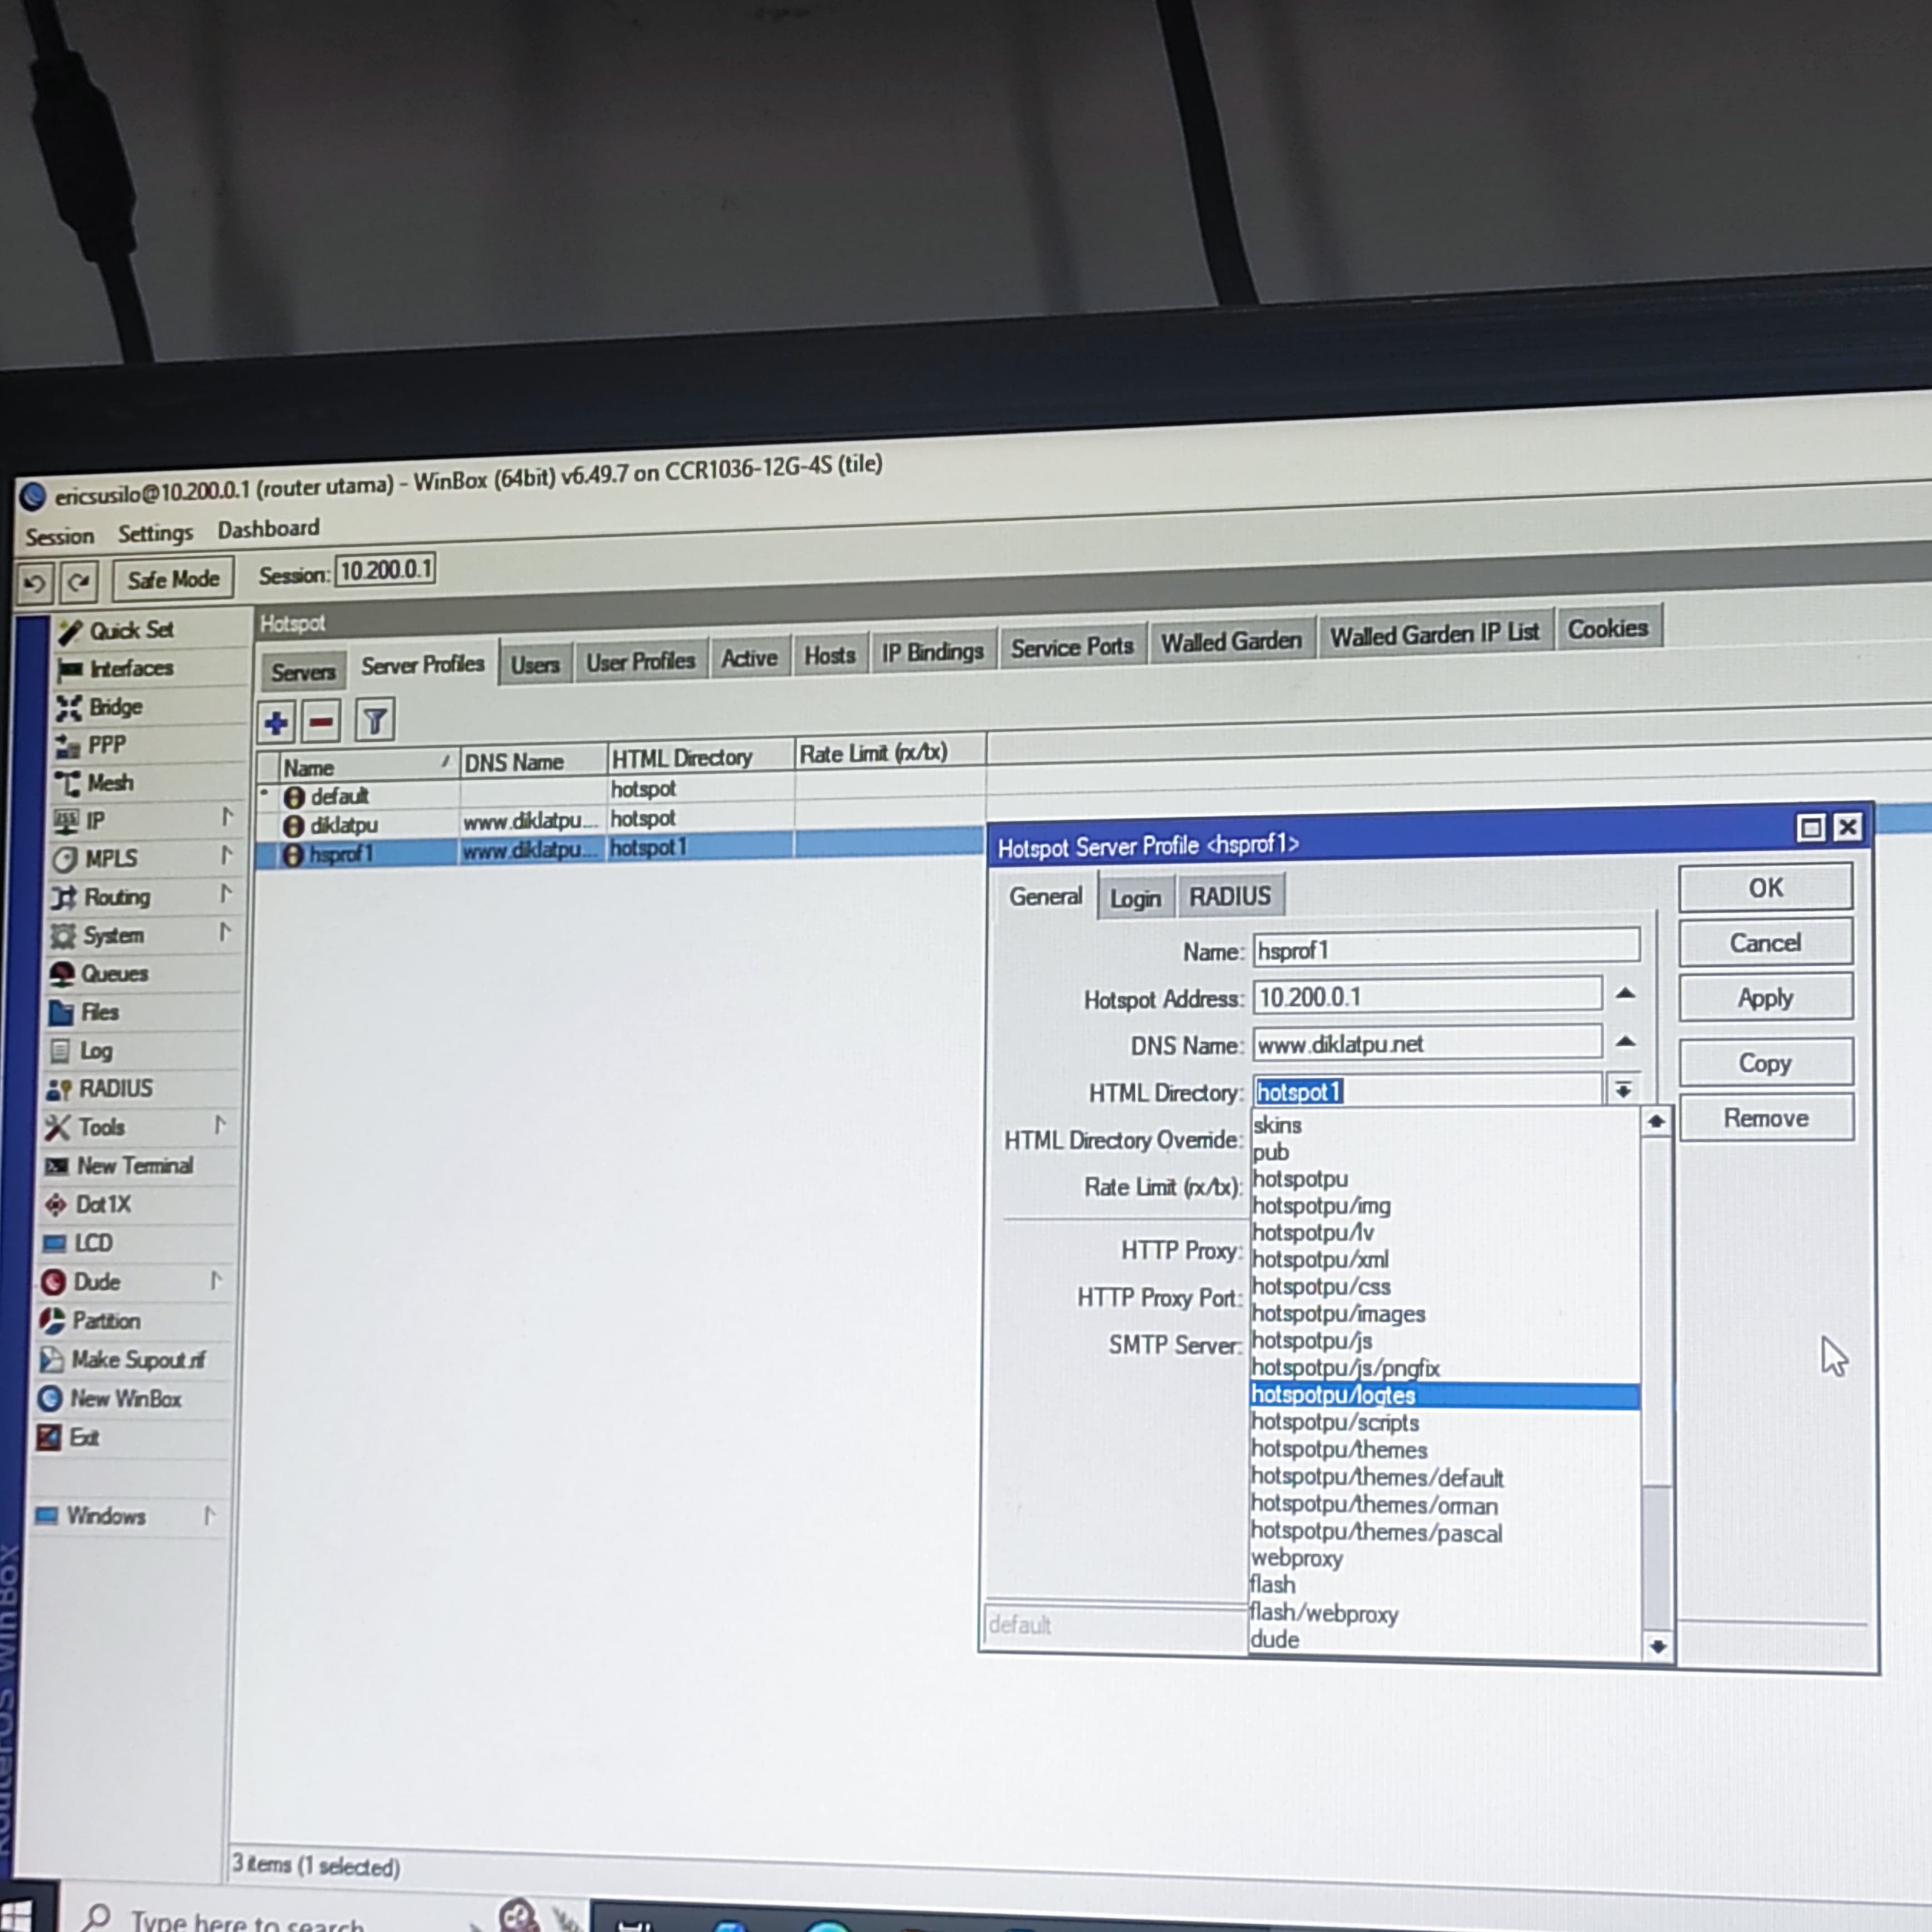 ericsusilo@10.200.0.1 (router utama) - WinBox (64bit) v6.49.7 on CCR1036-12G-4S (tile)
Session Settings Dashboard
Safe Mode Session: 10.200.0.1
Quick Set
Interfaces
Bridge
PPP
Mesh
IP
MPLS
Routing
System
Queues
Files
Log
RADIUS
Tools
New Terminal
Dot1X
LCD
Dude
Partition
Make Supout.rif
New WinBox
Exit
Windows
RouterOS WinBox
Hotspot
Servers Server Profiles Users User Profiles Active Hosts IP Bindings Service Ports Walled Garden Walled Garden IP List Cookies
Name / DNS Name HTML Directory Rate Limit (rx/tx)
* default hotspot
diklatpu www.diklatpu... hotspot
hsprof1 www.diklatpu... hotspot1
Hotspot Server Profile <hsprof1>
General Login RADIUS
Name: hsprof1
Hotspot Address: 10.200.0.1
DNS Name: www.diklatpu.net
HTML Directory: hotspot1
HTML Directory Override:
Rate Limit (rx/tx):
HTTP Proxy:
HTTP Proxy Port:
SMTP Server:
skins
pub
hotspotpu
hotspotpu/img
hotspotpu/lv
hotspotpu/xml
hotspotpu/css
hotspotpu/images
hotspotpu/js
hotspotpu/js/pngfix
hotspotpu/logtes
hotspotpu/scripts
hotspotpu/themes
hotspotpu/themes/default
hotspotpu/themes/orman
hotspotpu/themes/pascal
webproxy
flash
flash/webproxy
dude
default
OK
Cancel
Apply
Copy
Remove
3 items (1 selected)
Type here to search